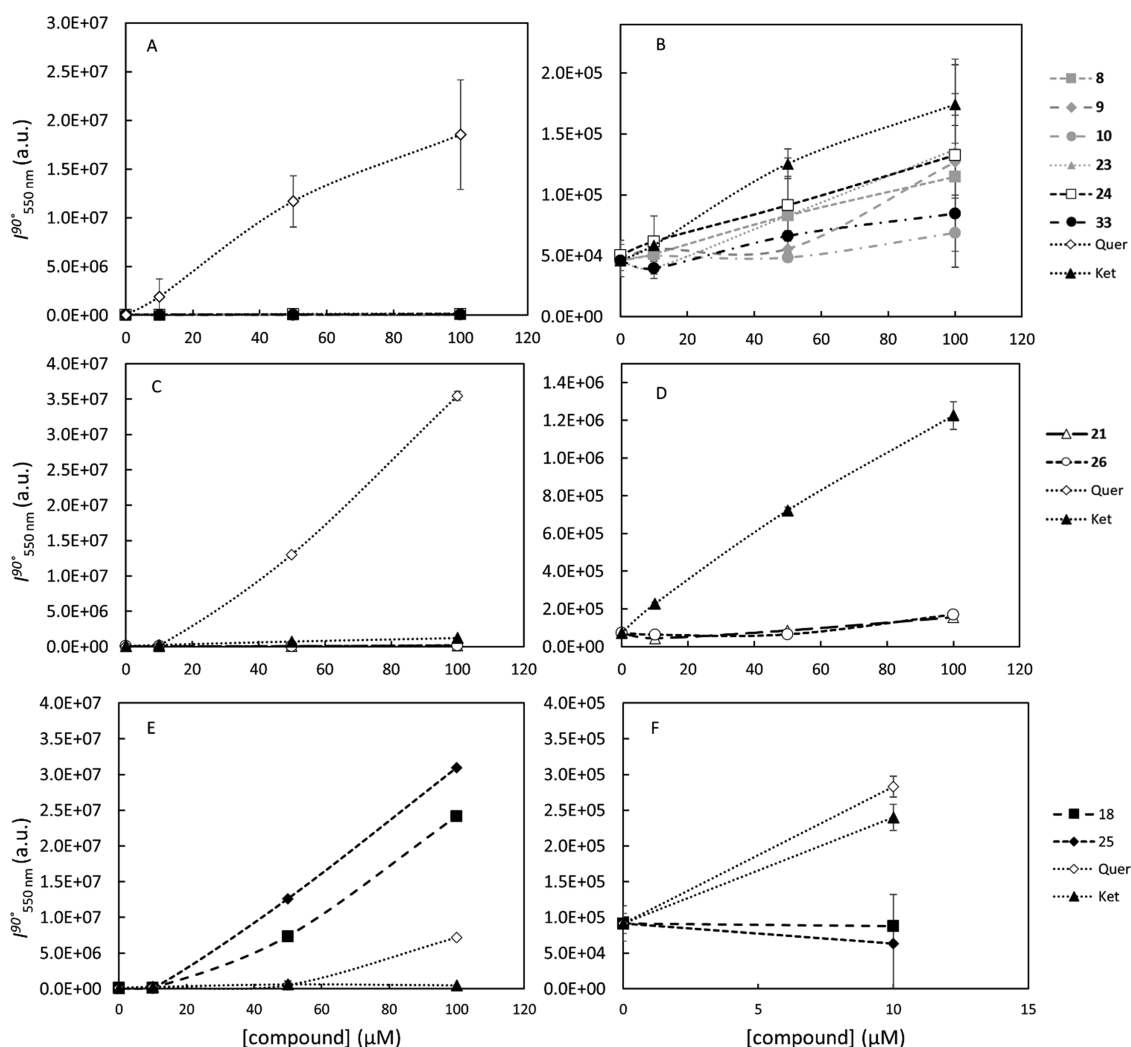 A
3.0E+07
2.5E+07
2.0E+07
1.5E+07
1.0E+07
5.0E+06
0.0E+00
I90°550 nm (a.u.)
0 20 40 60 80 100 120
B
2.0E+05
1.5E+05
1.0E+05
5.0E+04
0.0E+00
0 20 40 60 80 100 120
8
9
10
23
24
33
Quer
Ket
C
4.0E+07
3.5E+07
3.0E+07
2.5E+07
2.0E+07
1.5E+07
1.0E+07
5.0E+06
0.0E+00
I90°550 nm (a.u.)
0 20 40 60 80 100 120
D
1.4E+06
1.2E+06
1.0E+06
8.0E+05
6.0E+05
4.0E+05
2.0E+05
0.0E+00
0 20 40 60 80 100 120
21
26
Quer
Ket
E
4.0E+07
3.5E+07
3.0E+07
2.5E+07
2.0E+07
1.5E+07
1.0E+07
5.0E+06
0.0E+00
I90°550 nm (a.u.)
0 20 40 60 80 100 120
[compound] (μM)
F
4.0E+05
3.5E+05
3.0E+05
2.5E+05
2.0E+05
1.5E+05
1.0E+05
5.0E+04
0.0E+00
0 5 10 15
[compound] (μM)
18
25
Quer
Ket